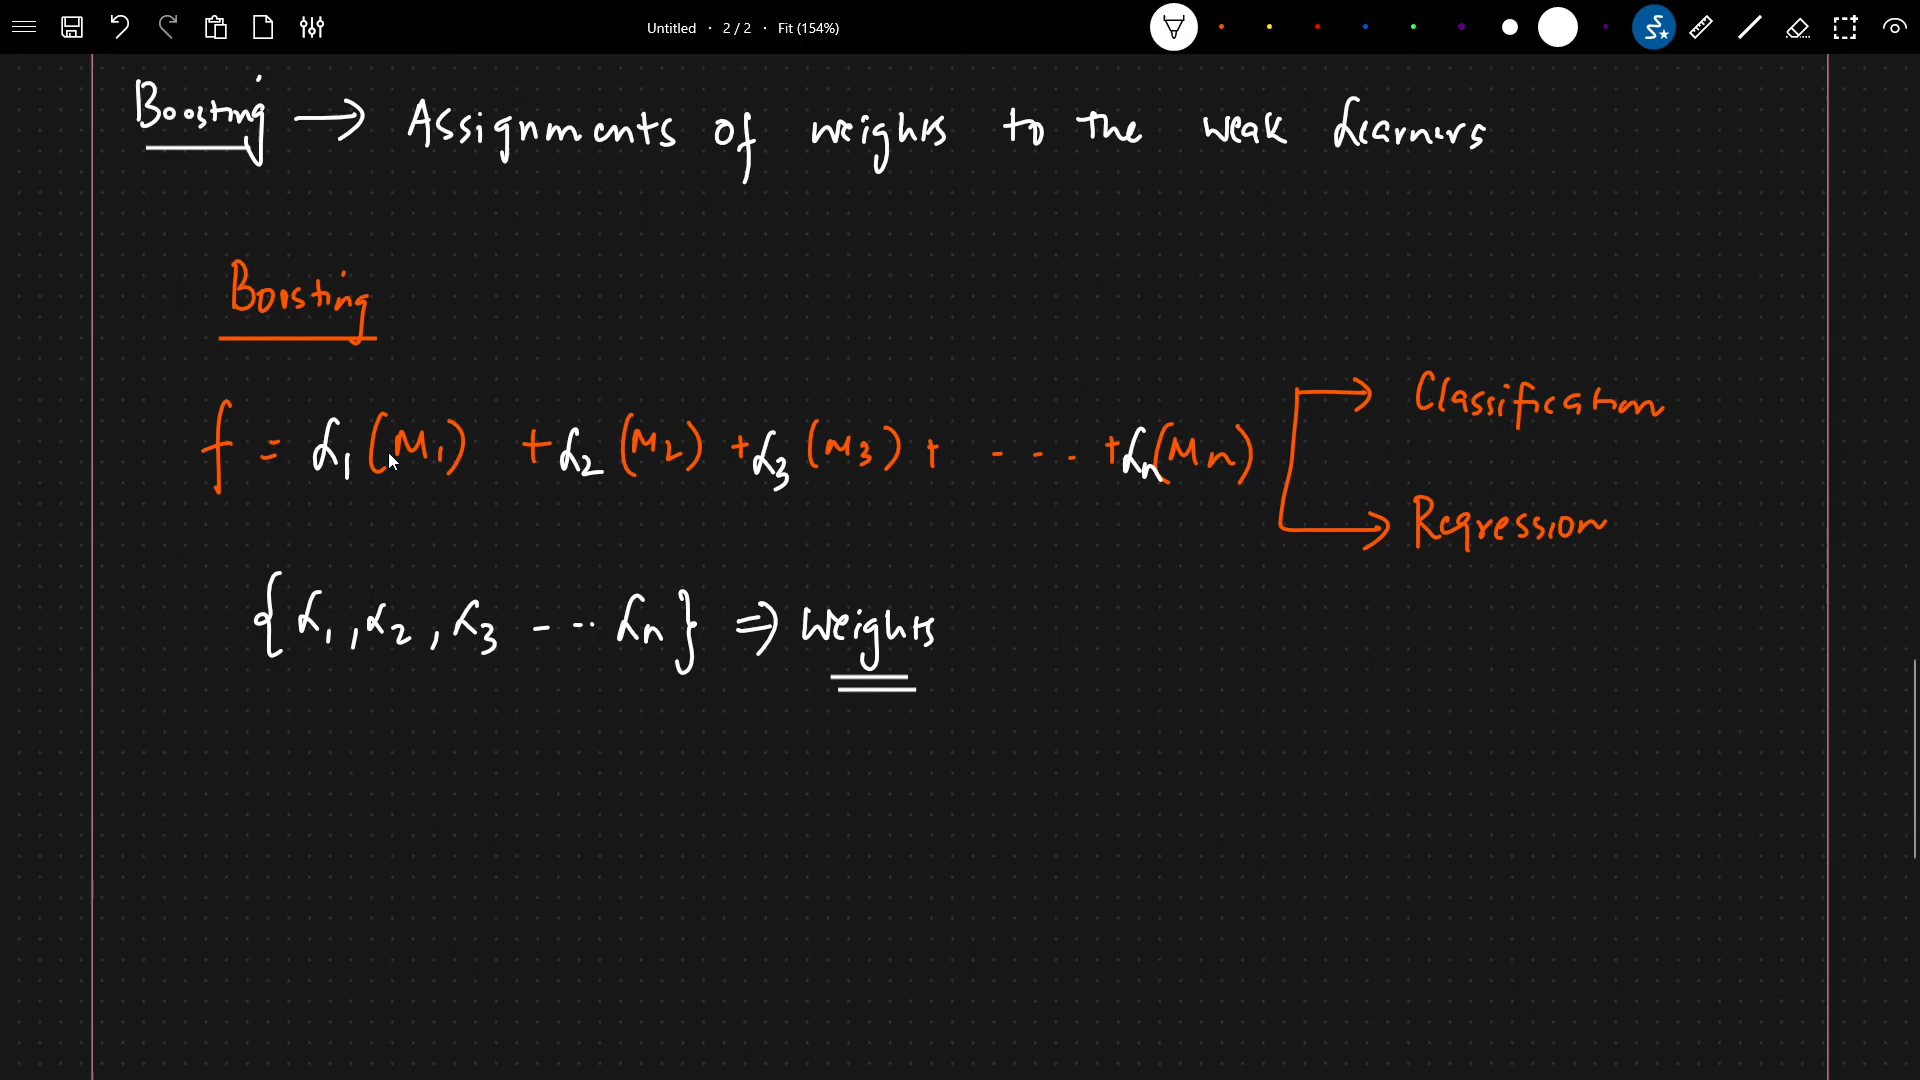 Untitled · 2 / 2 · Fit (154%)
Boosting → Assignments of weights to the weak Learners
Boosting
f = α₁ (M₁) + α₂ (M₂) + α₃ (M₃) + - - - . + αₙ (Mₙ)
Classification
Regression
{ α₁ , α₂ , α₃ - - ·· αₙ } ⇒ weights